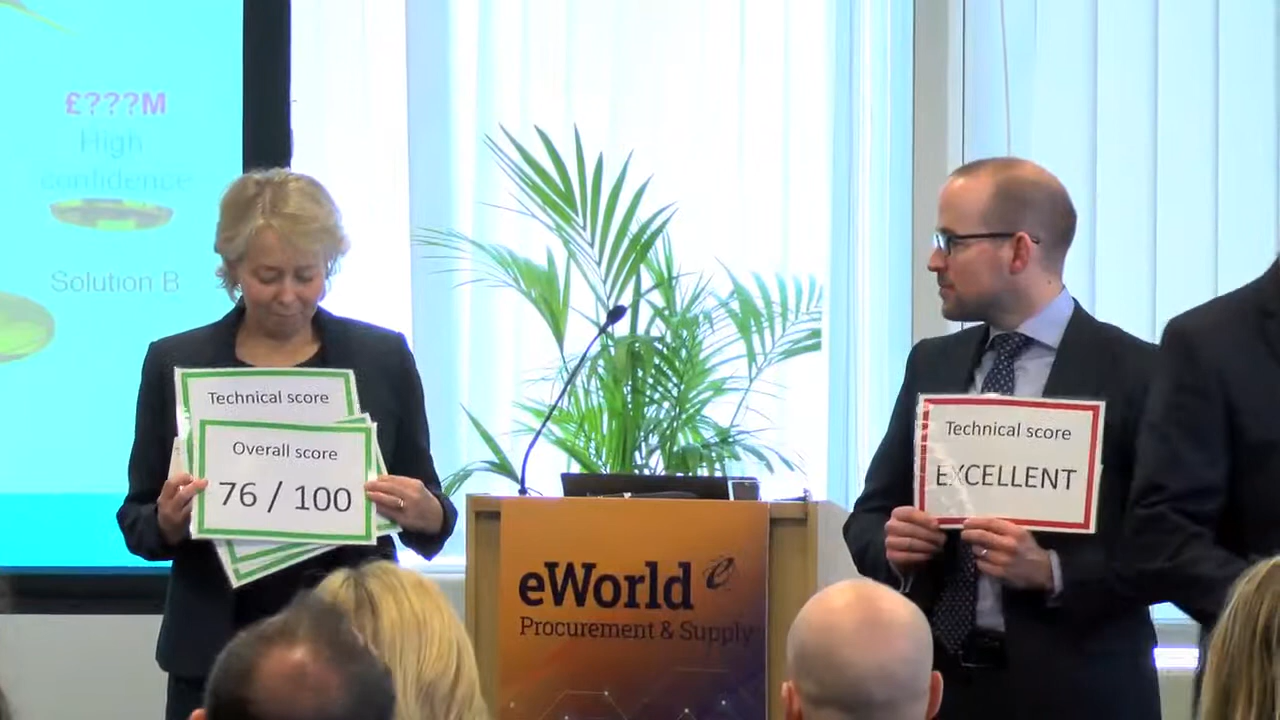 £???M
High
confidence
Solution B
Technical score
Overall score
76 / 100
Technical score
EXCELLENT
eWorld e
Procurement & Supply